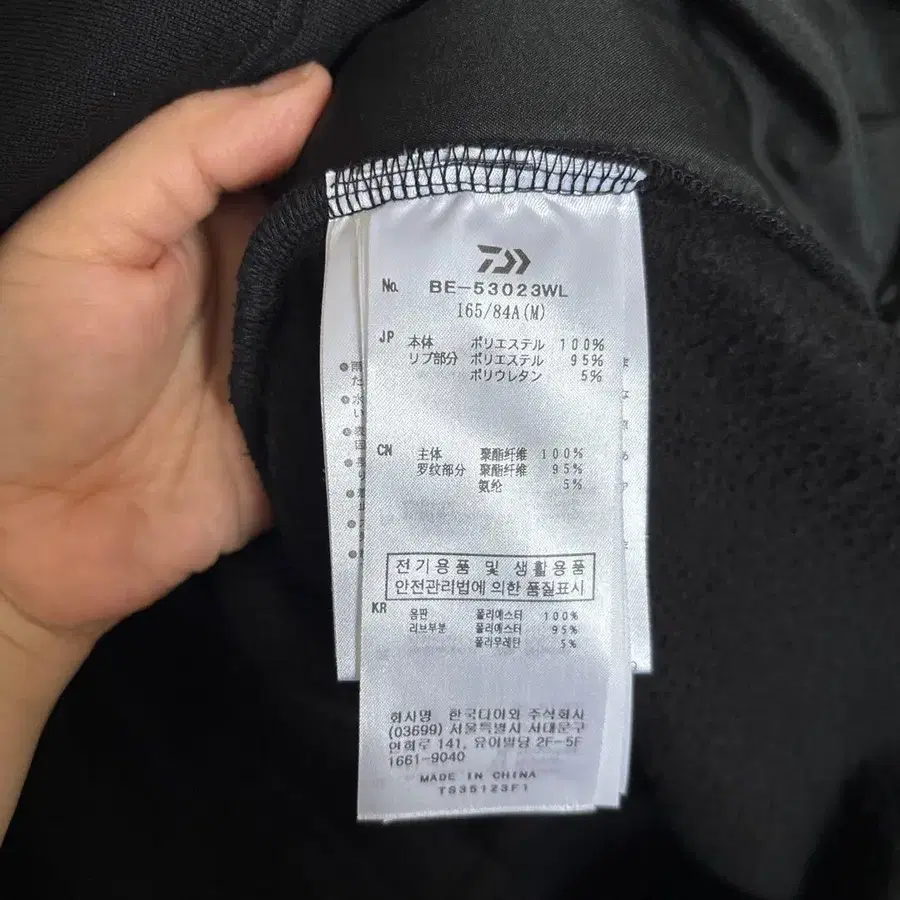 No. BE-53023WL
165/84A(M)
JP 本体 ポリエステル 100%
リブ部分 ポリエステル 95%
ポリウレタン 5%
CN 主体 聚酯纤维 100%
罗纹部分 聚酯纤维 95%
氨纶 5%
전기용품 및 생활용품
안전관리법에 의한 품질표시
KR 몸판 폴리에스터 100%
리브부분 폴리에스터 95%
폴리우레탄 5%
회사명 한국다이와 주식회사
(03699) 서울특별시 서대문구
연희로 141, 유이빌딩 2F-5F
1661-9040
MADE IN CHINA
TS35123F1